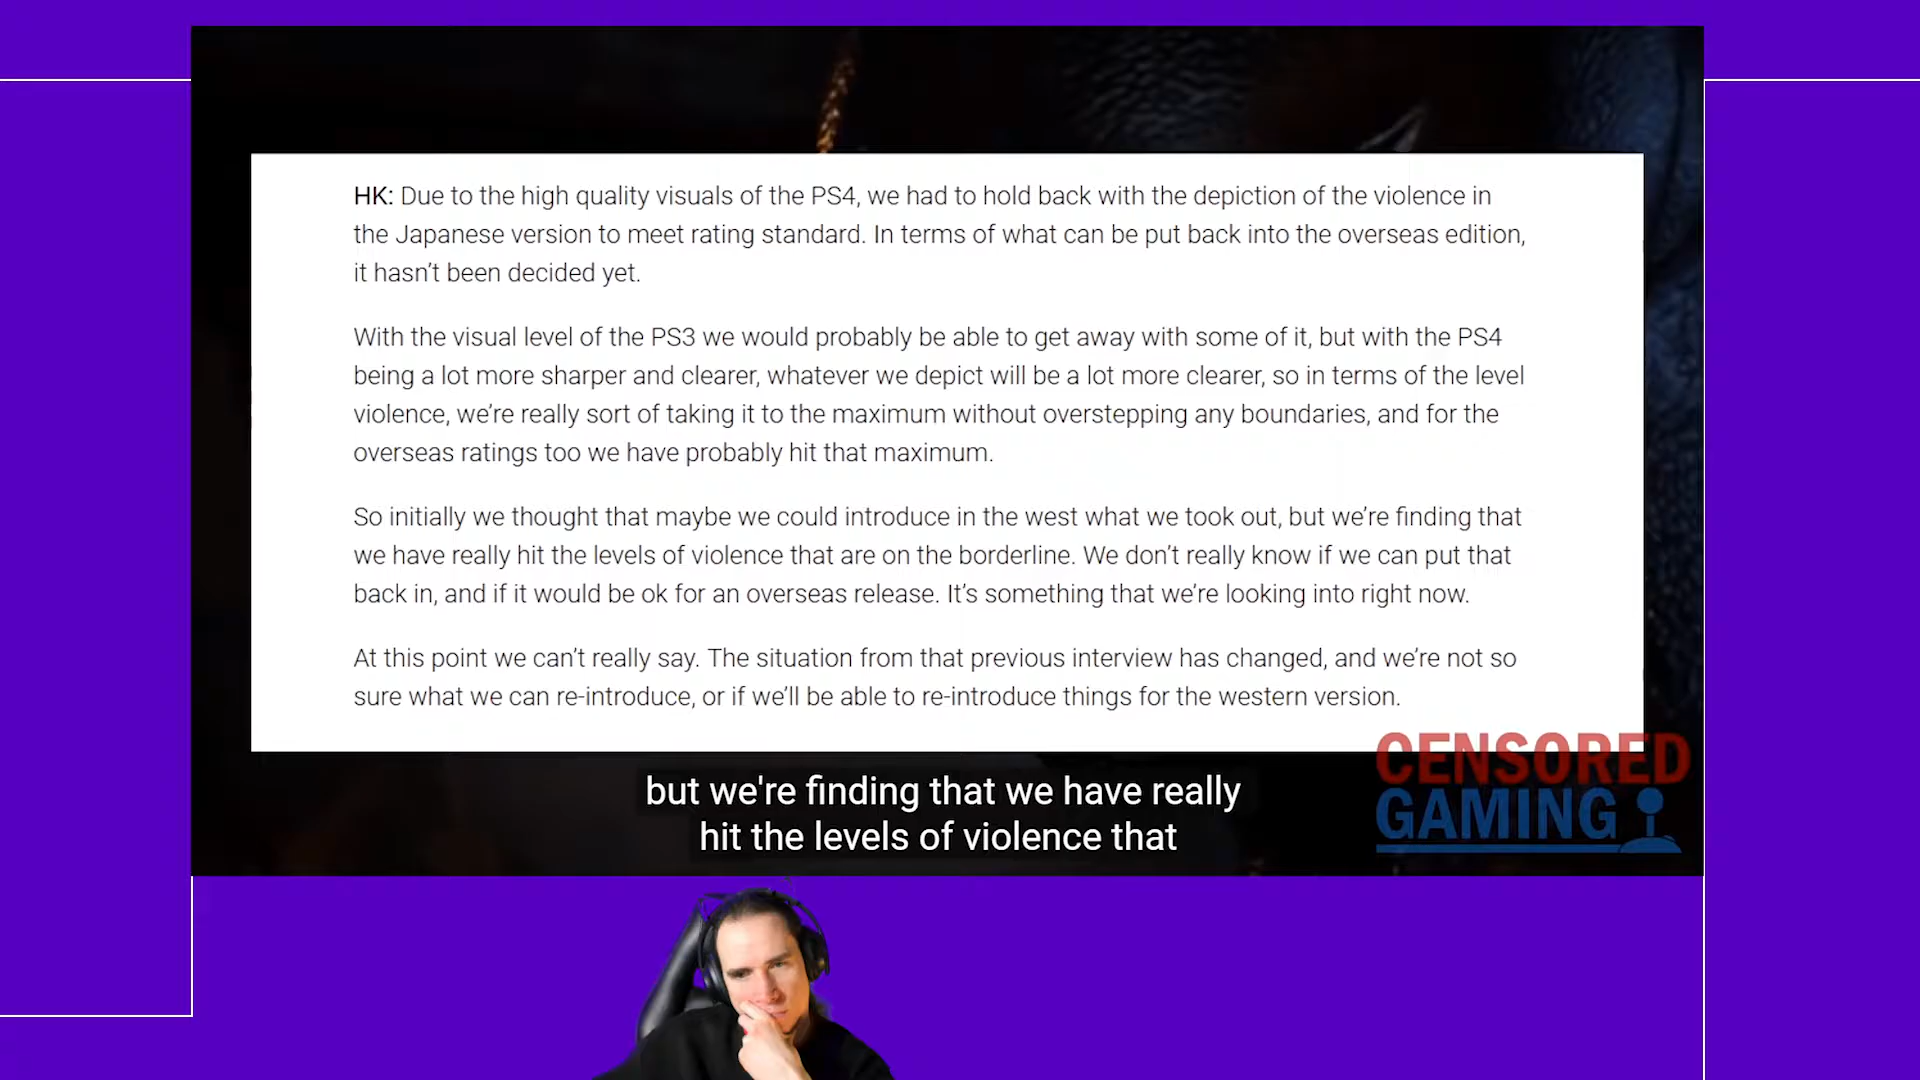 HK: Due to the high quality visuals of the PS4, we had to hold back with the depiction of the violence in
the Japanese version to meet rating standard. In terms of what can be put back into the overseas edition,
it hasn't been decided yet.
With the visual level of the PS3 we would probably be able to get away with some of it, but with the PS4
being a lot more sharper and clearer, whatever we depict will be a lot more clearer, so in terms of the level
violence, we're really sort of taking it to the maximum without overstepping any boundaries, and for the
overseas ratings too we have probably hit that maximum.
So initially we thought that maybe we could introduce in the west what we took out, but we're finding that
we have really hit the levels of violence that are on the borderline. We don't really know if we can put that
back in, and if it would be ok for an overseas release. It's something that we're looking into right now.
At this point we can't really say. The situation from that previous interview has changed, and we're not so
sure what we can re-introduce, or if we'll be able to re-introduce things for the western version.
CENSORED
GAMING
but we're finding that we have really
hit the levels of violence that